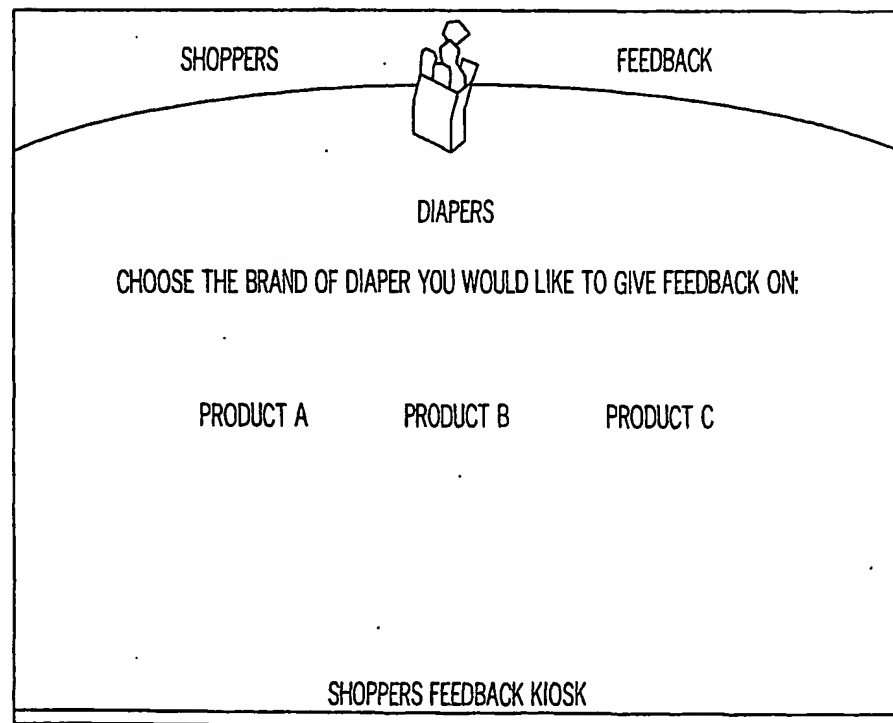 SHOPPERS FEEDBACK
DIAPERS
CHOOSE THE BRAND OF DIAPER YOU WOULD LIKE TO GIVE FEEDBACK ON:
PRODUCT A PRODUCT B PRODUCT C
SHOPPERS FEEDBACK KIOSK